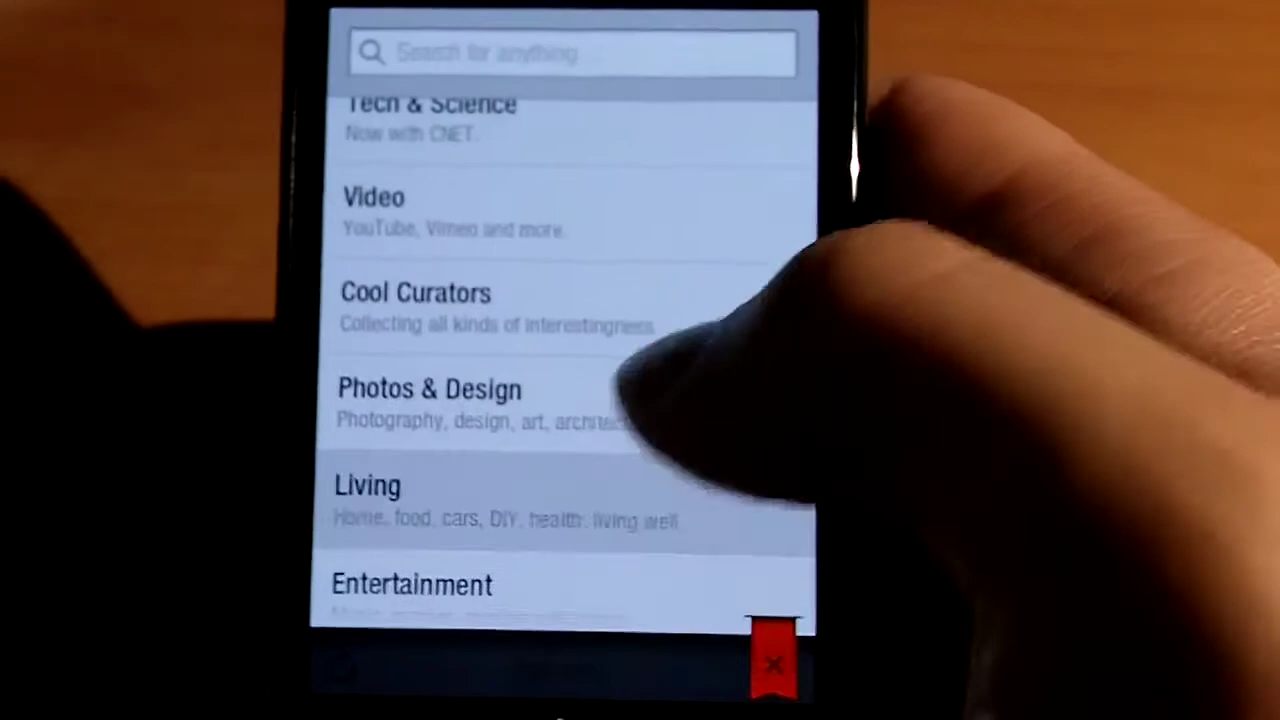 Search for anything
Tech & Science
Now with CNET.
Video
YouTube, Vimeo and more.
Cool Curators
Collecting all kinds of interestingness
Photos & Design
Photography, design, art, architec
Living
Home, food, cars, DIY, health, living well
Entertainment